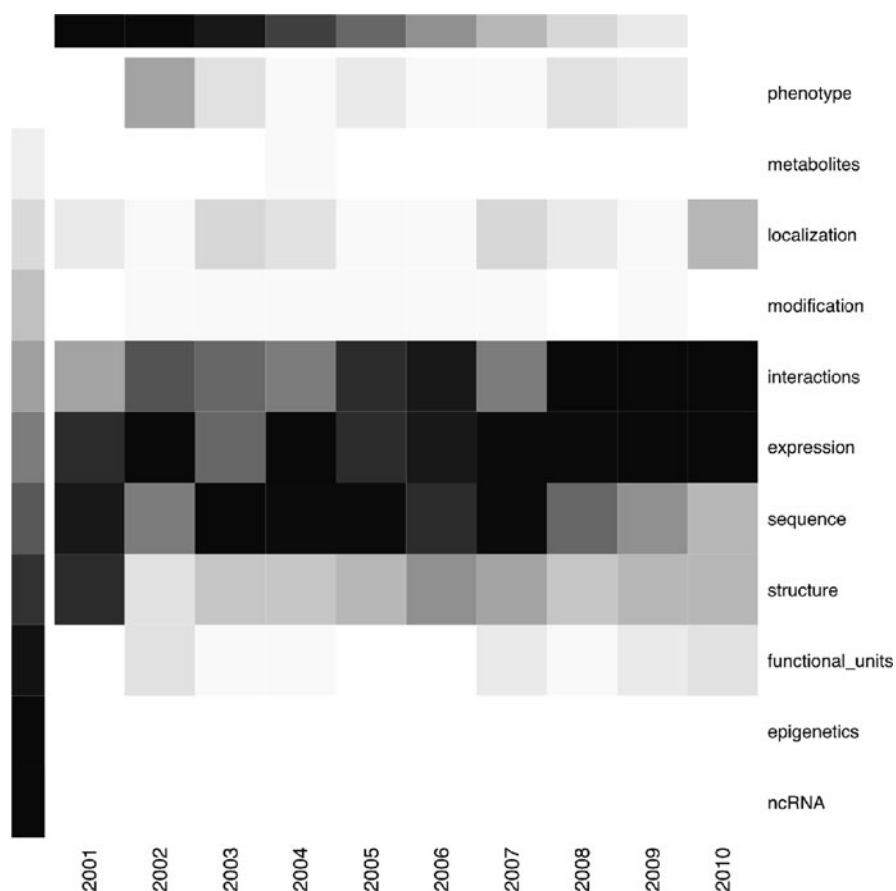 phenotype
metabolites
localization
modification
interactions
expression
sequence
structure
functional_units
epigenetics
ncRNA
2001
2002
2003
2004
2005
2006
2007
2008
2009
2010